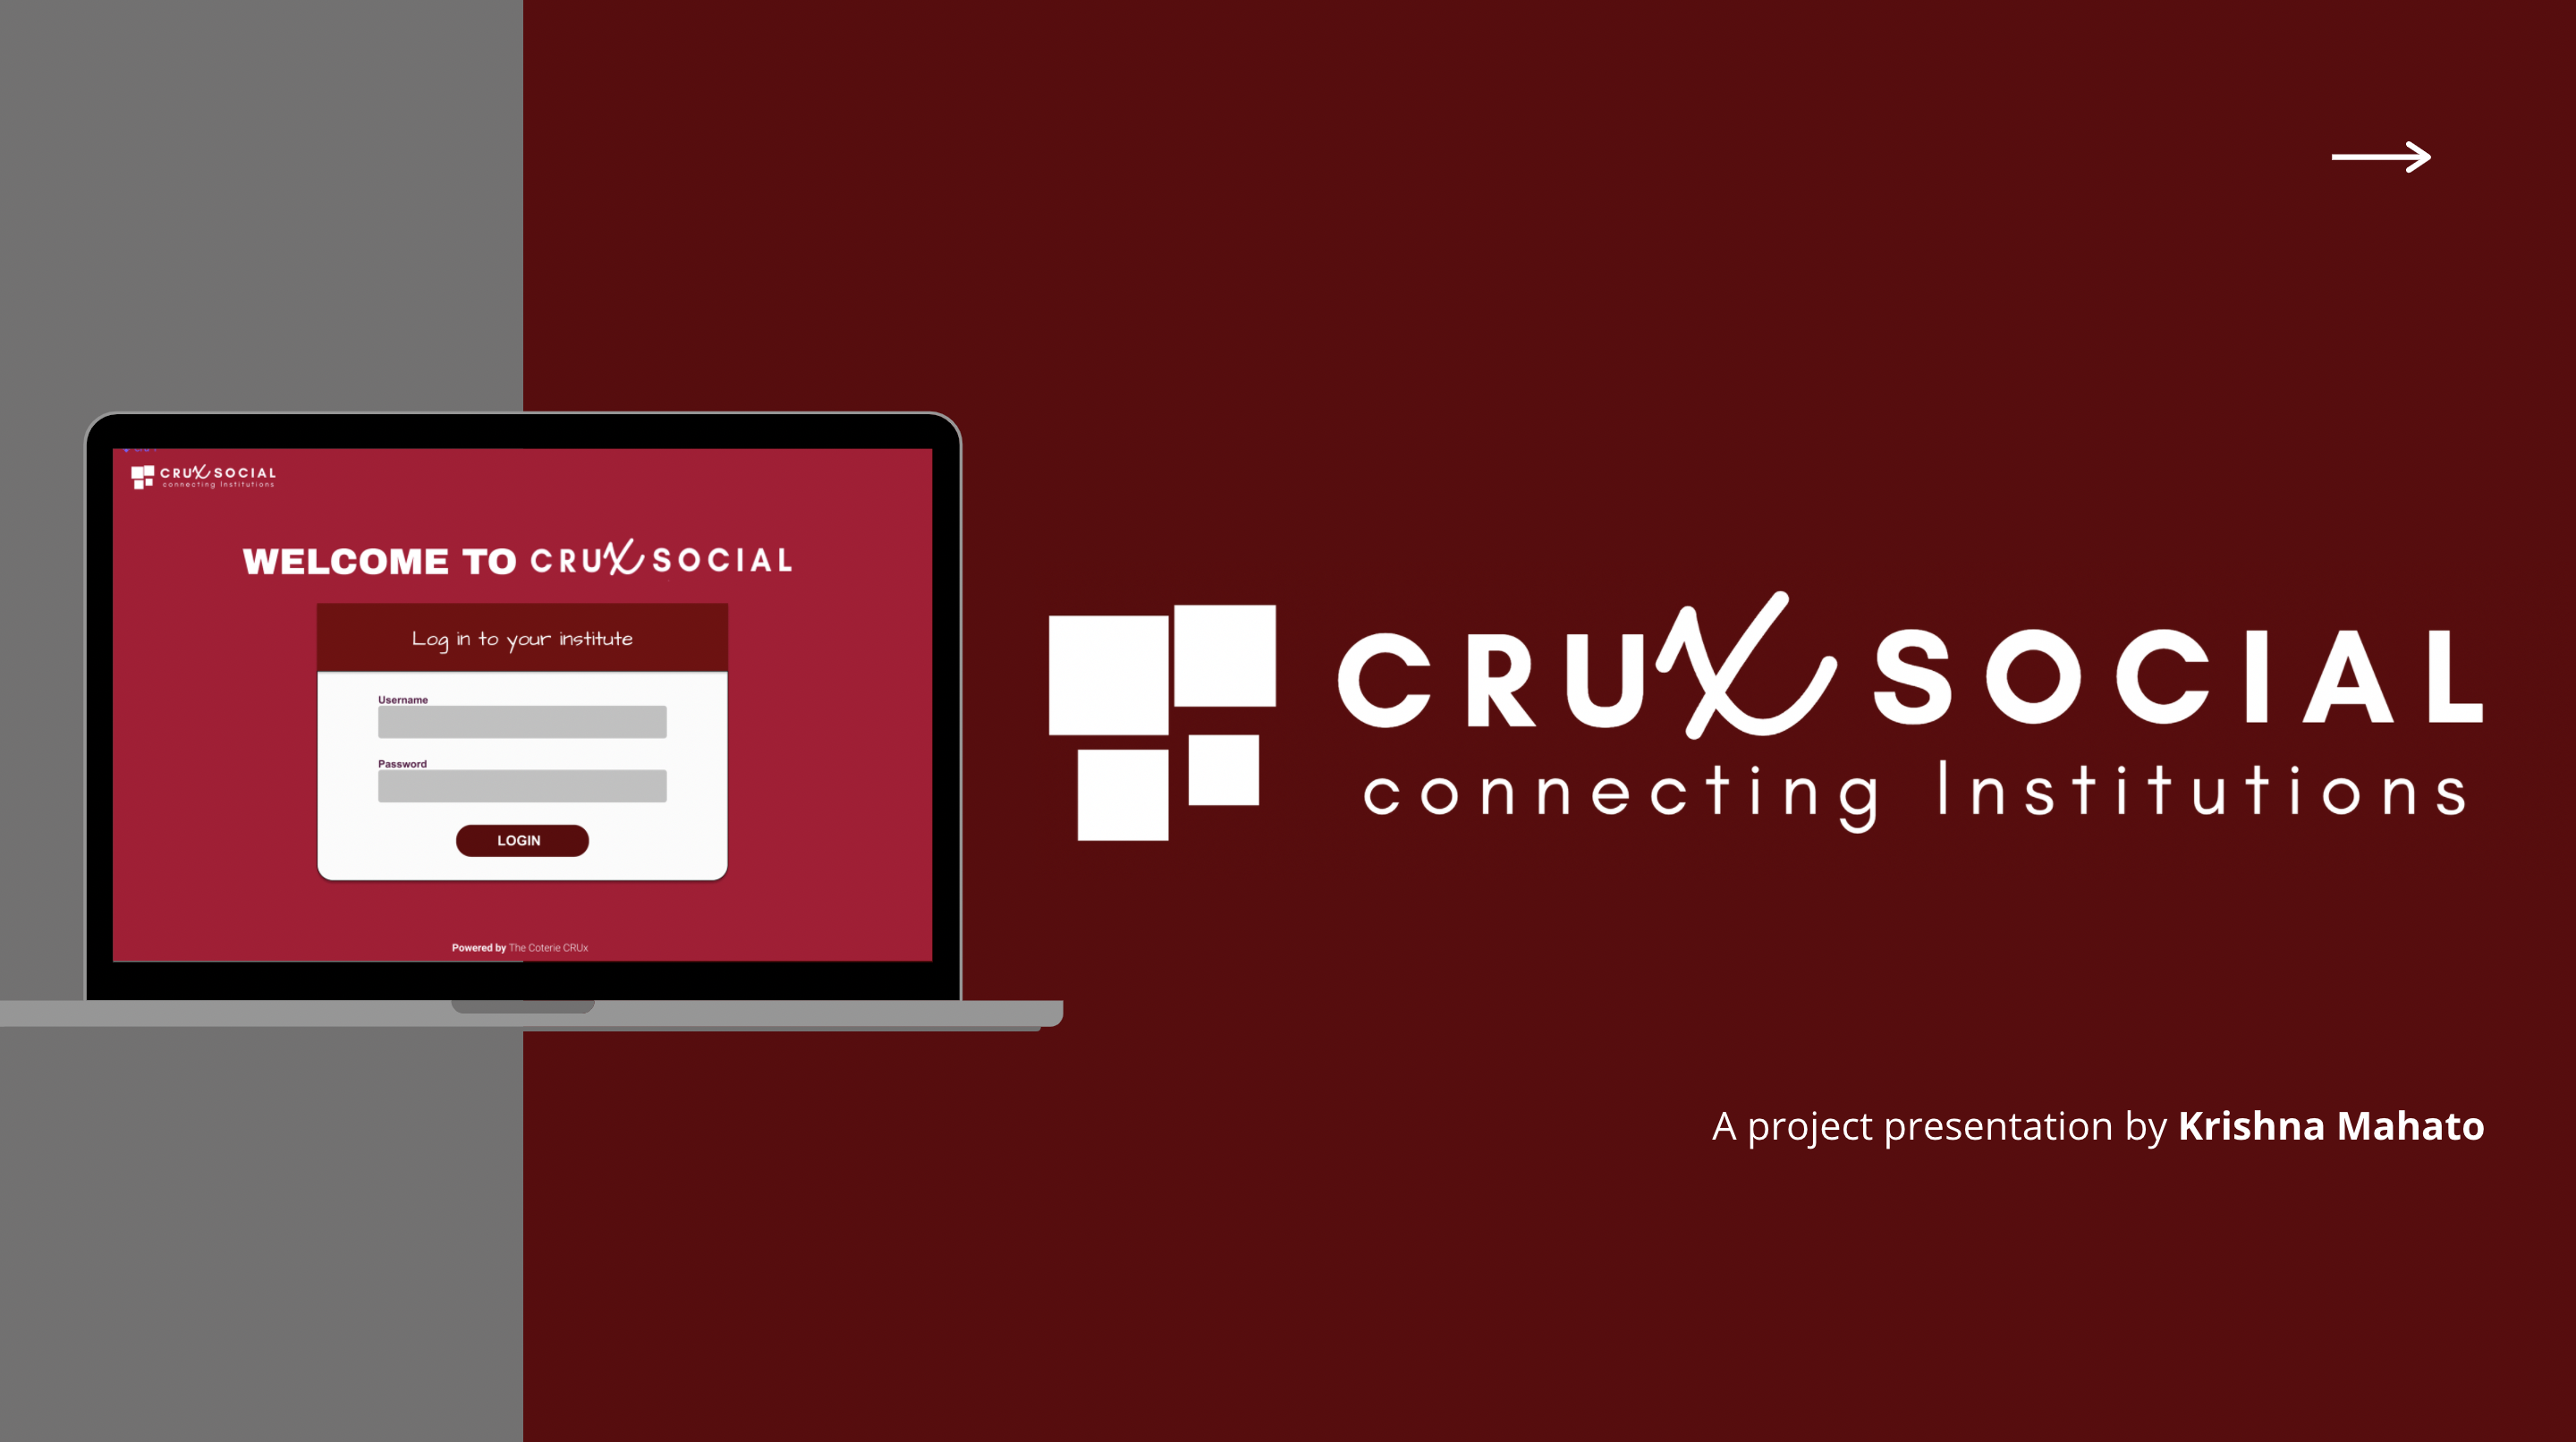 CRUX SOCIAL
connecting Institutions
WELCOME TO CRUX SOCIAL
Log in to your institute
Username
Password
LOGIN
Powered by The Coterie CRUx
CRUX SOCIAL
connecting Institutions
A project presentation by Krishna Mahato